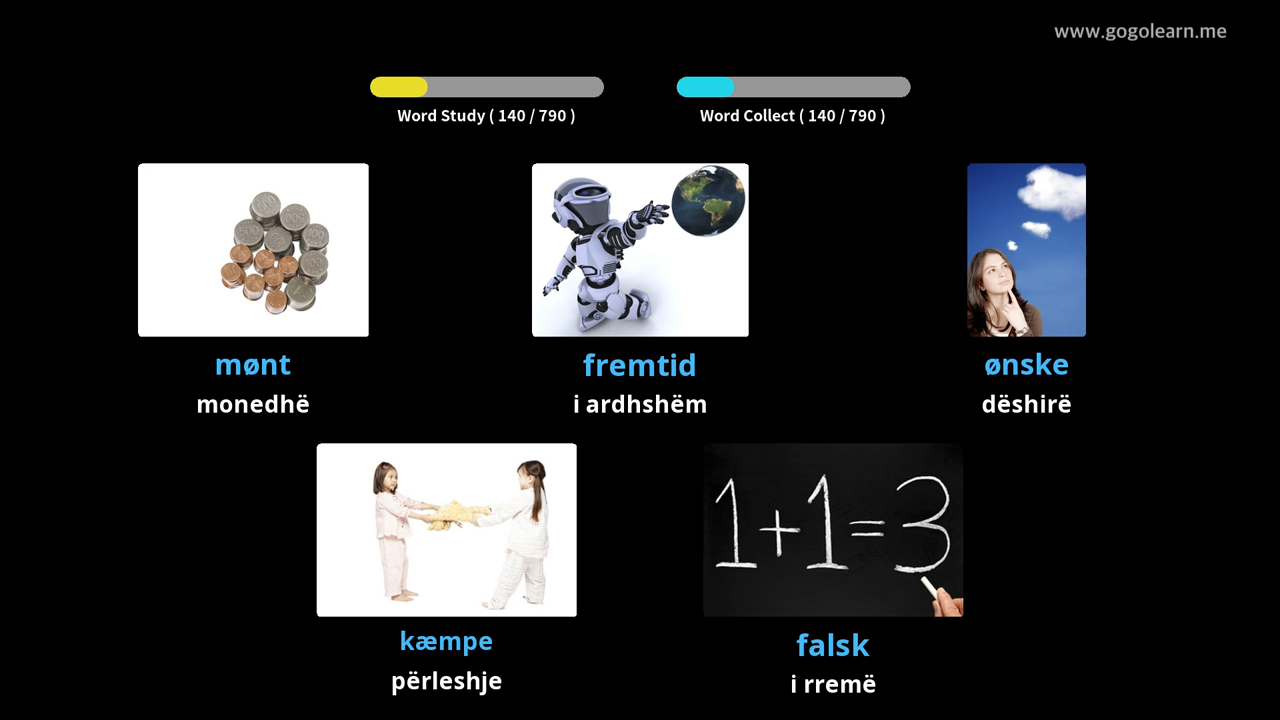 www.gogolearn.me
Word Study ( 140 / 790 )
Word Collect ( 140 / 790 )
mønt
monedhë
fremtid
i ardhshëm
ønske
dëshirë
1+1=3
kæmpe
përleshje
falsk
i rremë